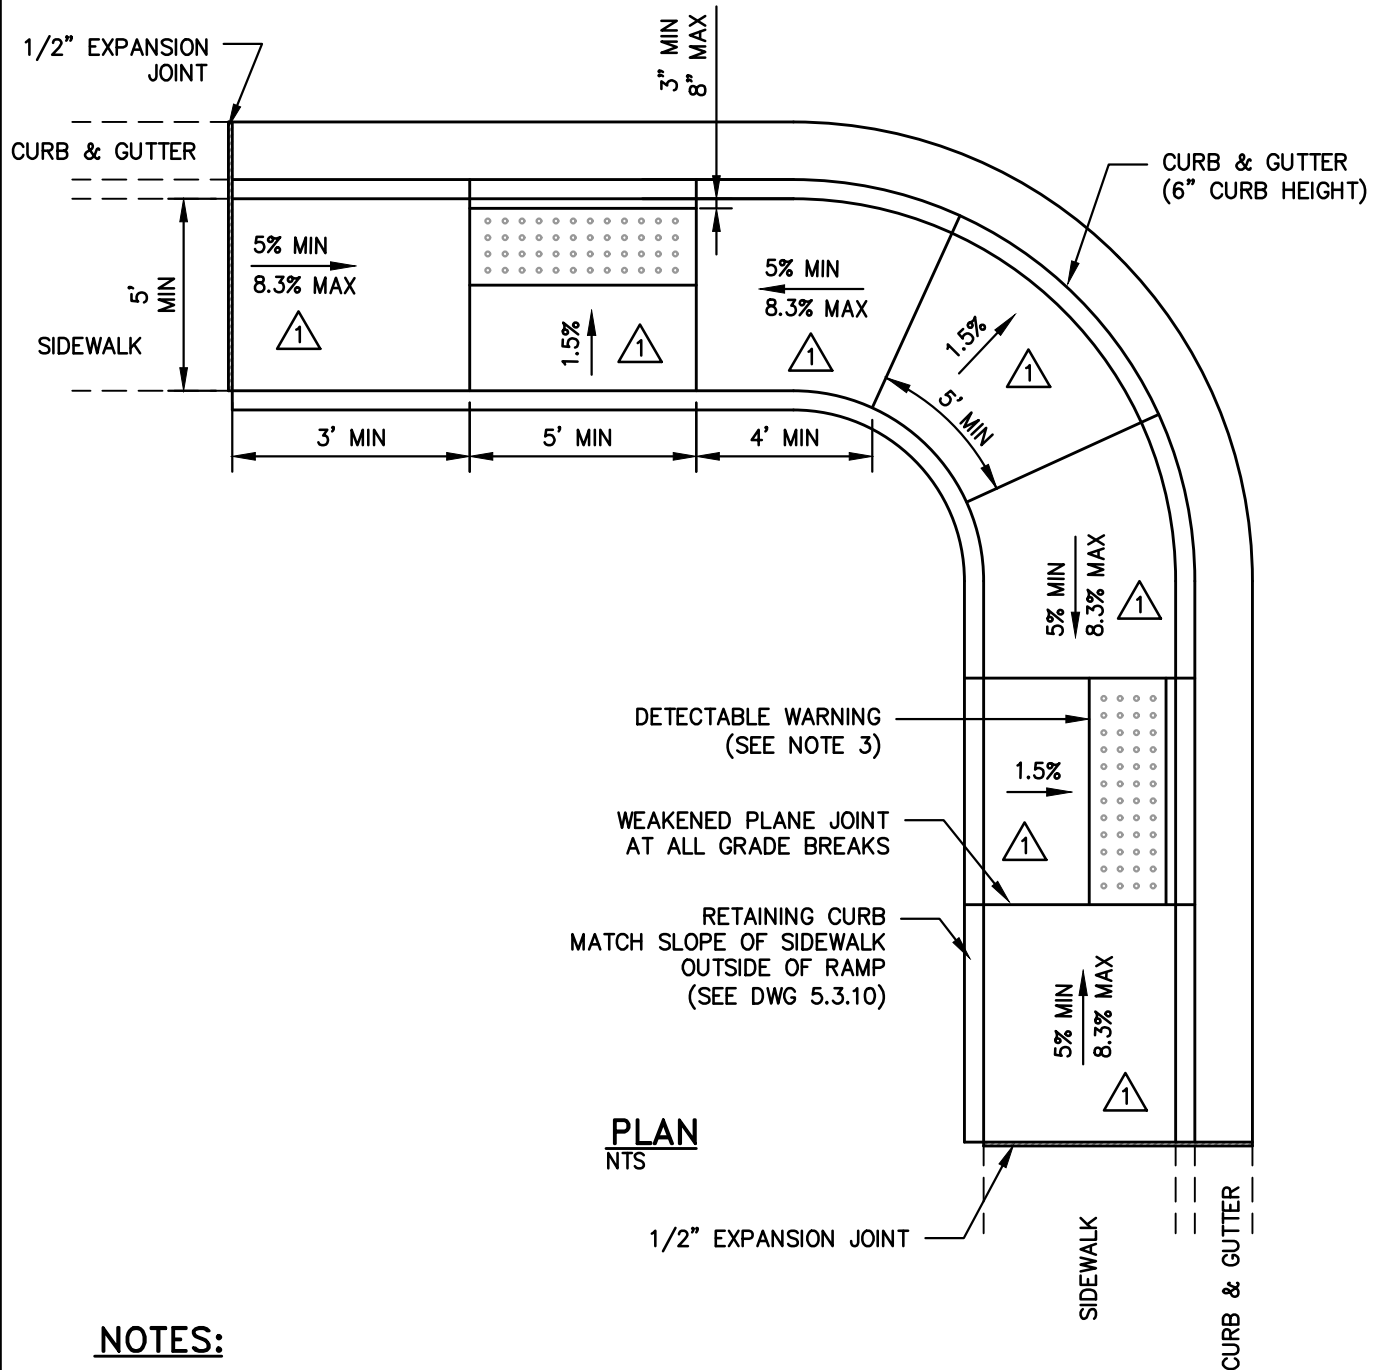 1/2" EXPANSION
JOINT
3" MIN
8" MAX
CURB & GUTTER
CURB & GUTTER
(6" CURB HEIGHT)
5% MIN
8.3% MAX
1
5'
MIN
SIDEWALK
1.5%
1
5% MIN
8.3% MAX
1
1.5%
1
5' MIN
3' MIN
5' MIN
4' MIN
5% MIN
8.3% MAX
1
DETECTABLE WARNING
(SEE NOTE 3)
1.5%
1
WEAKENED PLANE JOINT
AT ALL GRADE BREAKS
RETAINING CURB
MATCH SLOPE OF SIDEWALK
OUTSIDE OF RAMP
(SEE DWG 5.3.10)
5% MIN
8.3% MAX
1
PLAN
NTS
1/2" EXPANSION JOINT
SIDEWALK
CURB & GUTTER
NOTES: